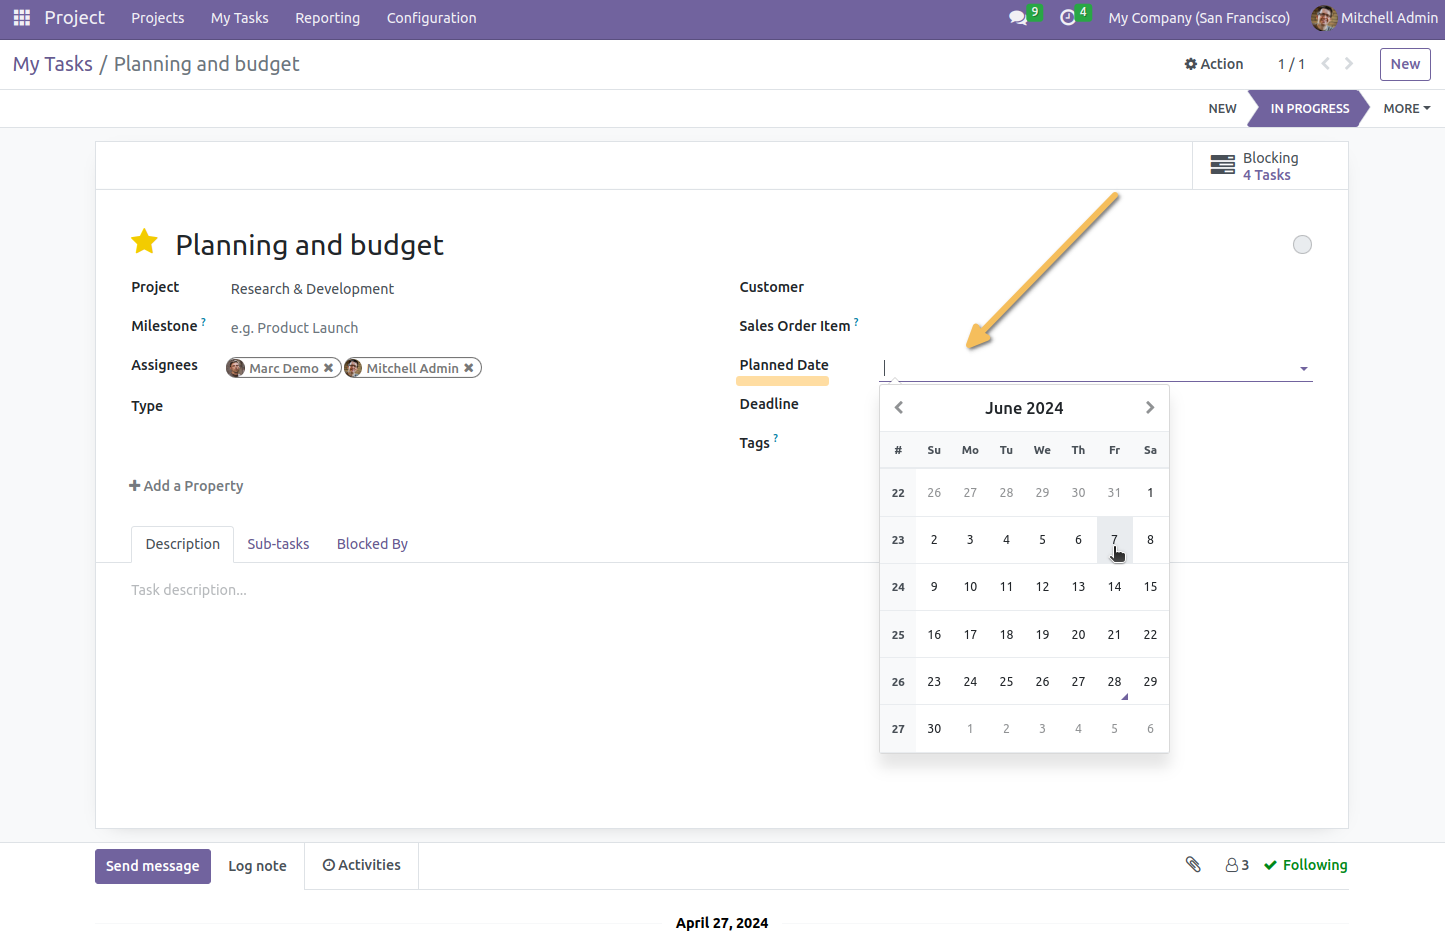 Project Projects My Tasks Reporting Configuration 9 4 My Company (San Francisco) Mitchell Admin
My Tasks / Planning and budget Action 1 / 1 New
NEW IN PROGRESS MORE
Blocking
4 Tasks
Planning and budget
Project Research & Development
Milestone ? e.g. Product Launch
Assignees Marc Demo Mitchell Admin
Type
Customer
Sales Order Item ?
Planned Date
Deadline
Tags ?
June 2024
# Su Mo Tu We Th Fr Sa
22 26 27 28 29 30 31 1
23 2 3 4 5 6 7 8
24 9 10 11 12 13 14 15
25 16 17 18 19 20 21 22
26 23 24 25 26 27 28 29
27 30 1 2 3 4 5 6
Add a Property
Description Sub-tasks Blocked By
Task description...
Send message Log note Activities 3 Following
April 27, 2024